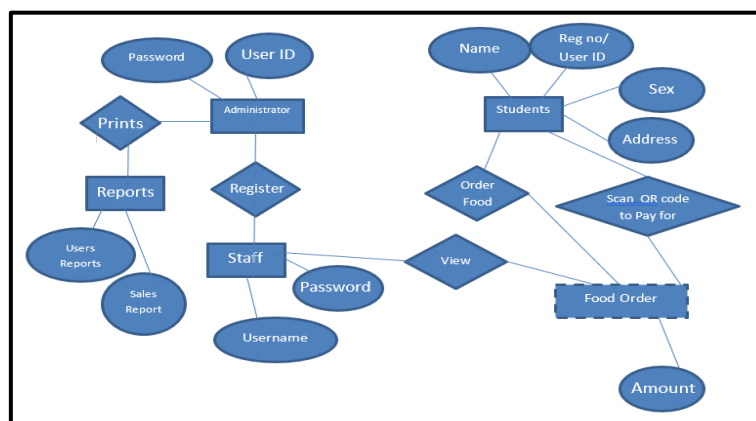 Password
User ID
Administrator
Prints
Reports
Users
Reports
Sales
Report
Register
Staff
Password
Username
Name
Reg no/
User ID
Students
Sex
Address
Order
Food
Scan QR code
to Pay for
View
Food Order
Amount